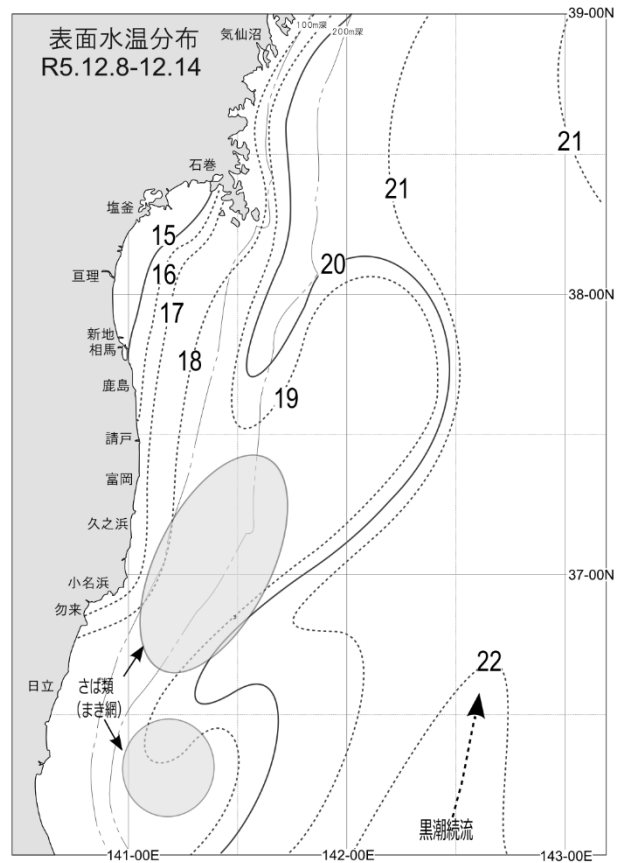 表面水温分布
R5.12.8-12.14
気仙沼
100m深
200m深
39-00N
石巻
塩釜
亘理
新地
相馬
鹿島
請戸
富岡
久之浜
小名浜
勿来
日立
15
16
17
18
19
20
21
21
22
38-00N
37-00N
さば類
(まき網)
黒潮続流
141-00E
142-00E
143-00E